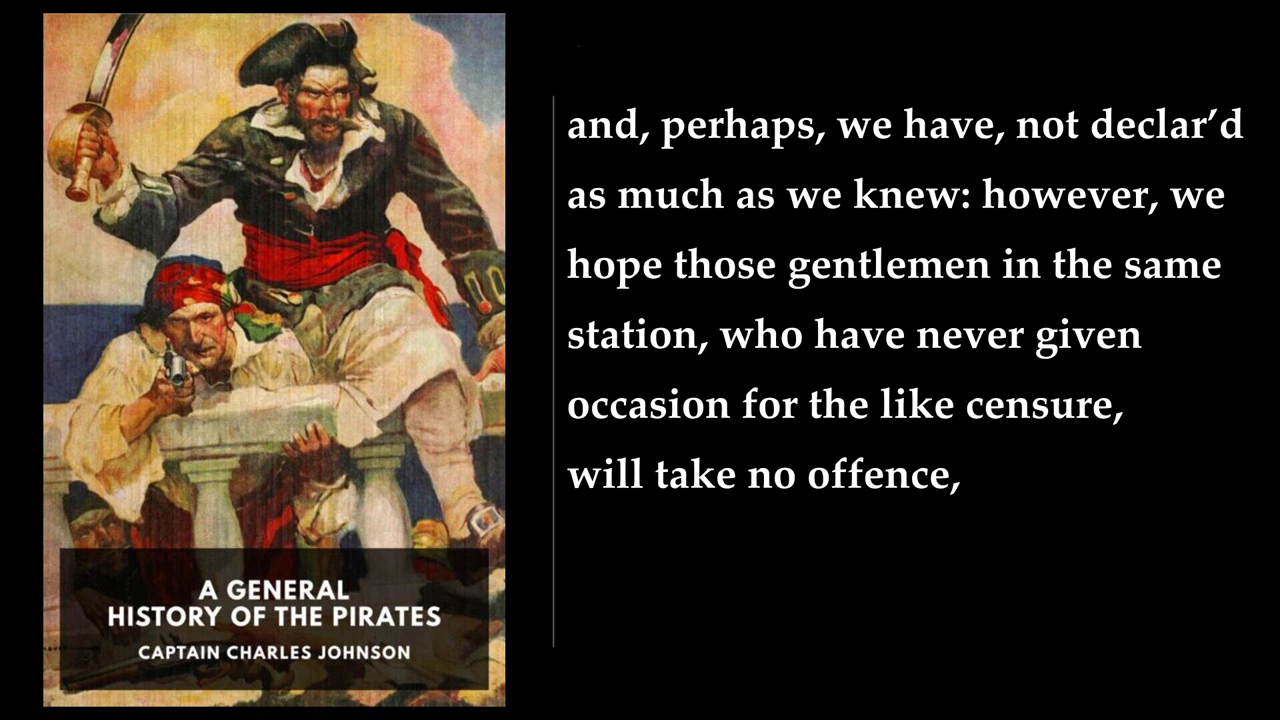 A GENERAL
HISTORY OF THE PIRATES
CAPTAIN CHARLES JOHNSON
and, perhaps, we have, not declar’d
as much as we knew: however, we
hope those gentlemen in the same
station, who have never given
occasion for the like censure,
will take no offence,